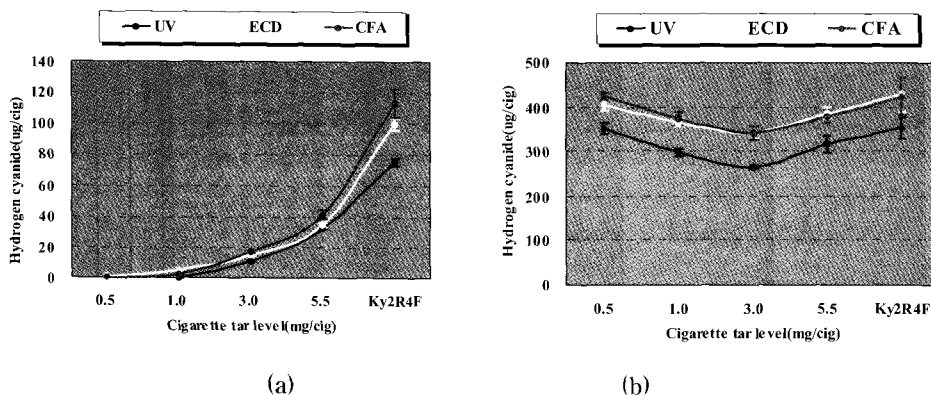 UV ECD CFA
Hydrogen cyanide(ug/cig)
140
120
100
80
60
40
20
0
0.5 1.0 3.0 5.5 Ky2R4F
Cigarette tar level(mg/cig)
(a)
UV ECD CFA
Hydrogen cyanide(ug/cig)
500
400
300
200
300
100
0
0.5 1.0 3.0 5.5 Ky2R4F
Cigarette tar level(mg/cig)
(b)